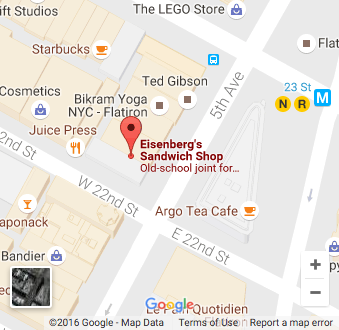 The LEGO Store
ft Studios
Starbucks
Flat
Ted Gibson
5th Ave
23 St
N R
M
Cosmetics
Bikram Yoga
NYC - Flatiron
Juice Press
Eisenberg's
Sandwich Shop
Old-school joint for...
22nd St
W 22nd St
Argo Tea Cafe
aponack
E 22nd St
Bandier
+
Le Pain Quotidien
Google
−
©2016 Google - Map Data
Terms of Use
Report a map error